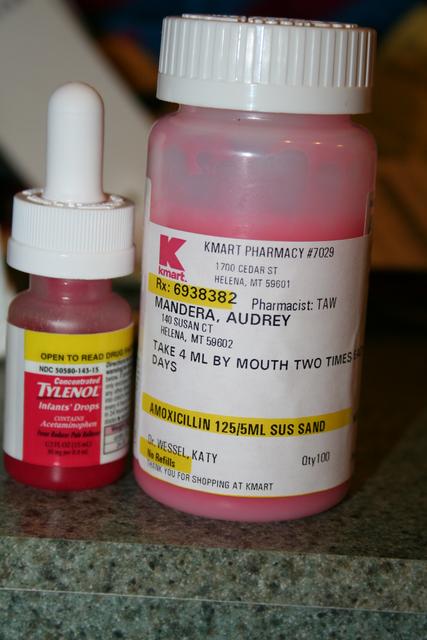 OPEN TO READ DRUG
NDC 50580-143-15
Concentrated
TYLENOL
Infants' Drops
CONTAINS
Acetaminophen
K
kmart
KMART PHARMACY #7029
1700 CEDAR ST
HELENA, MT 59601
Rx: 6938382 Pharmacist: TAW
MANDERA, AUDREY
140 SUSAN CT
HELENA, MT 59602
TAKE 4 ML BY MOUTH TWO TIMES
DAYS
AMOXICILLIN 125/5ML SUS SAND
Dr. WESSEL, KATY
No Refills Qty 100
THANK YOU FOR SHOPPING AT KMART